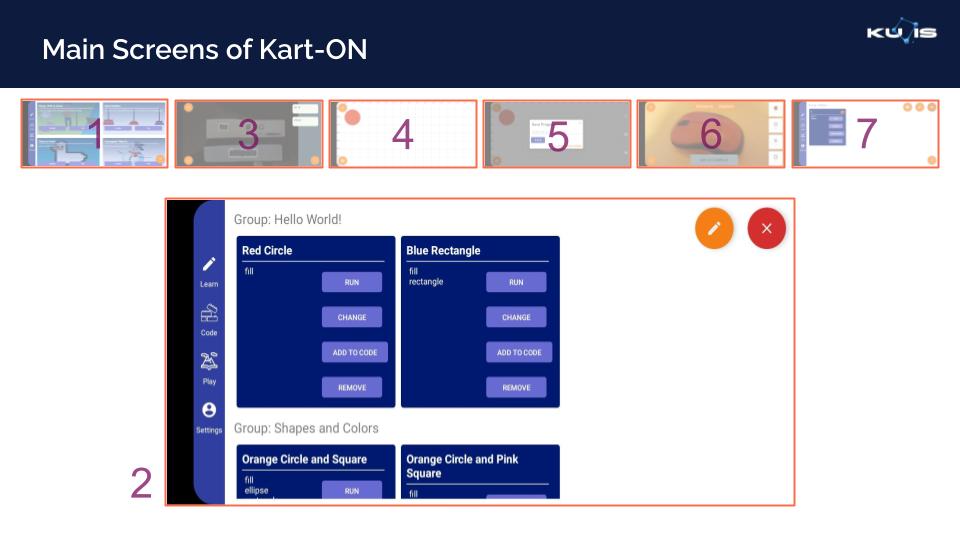 Main Screens of Kart-ON
KUIS
1
3
4
5
6
7
Group: Hello World!
Red Circle
fill
RUN
CHANGE
ADD TO CODE
REMOVE
Blue Rectangle
fill
rectangle
RUN
CHANGE
ADD TO CODE
REMOVE
Learn
Code
Play
Settings
Group: Shapes and Colors
Orange Circle and Square
fill
ellipse
RUN
Orange Circle and Pink
Square
fill
2